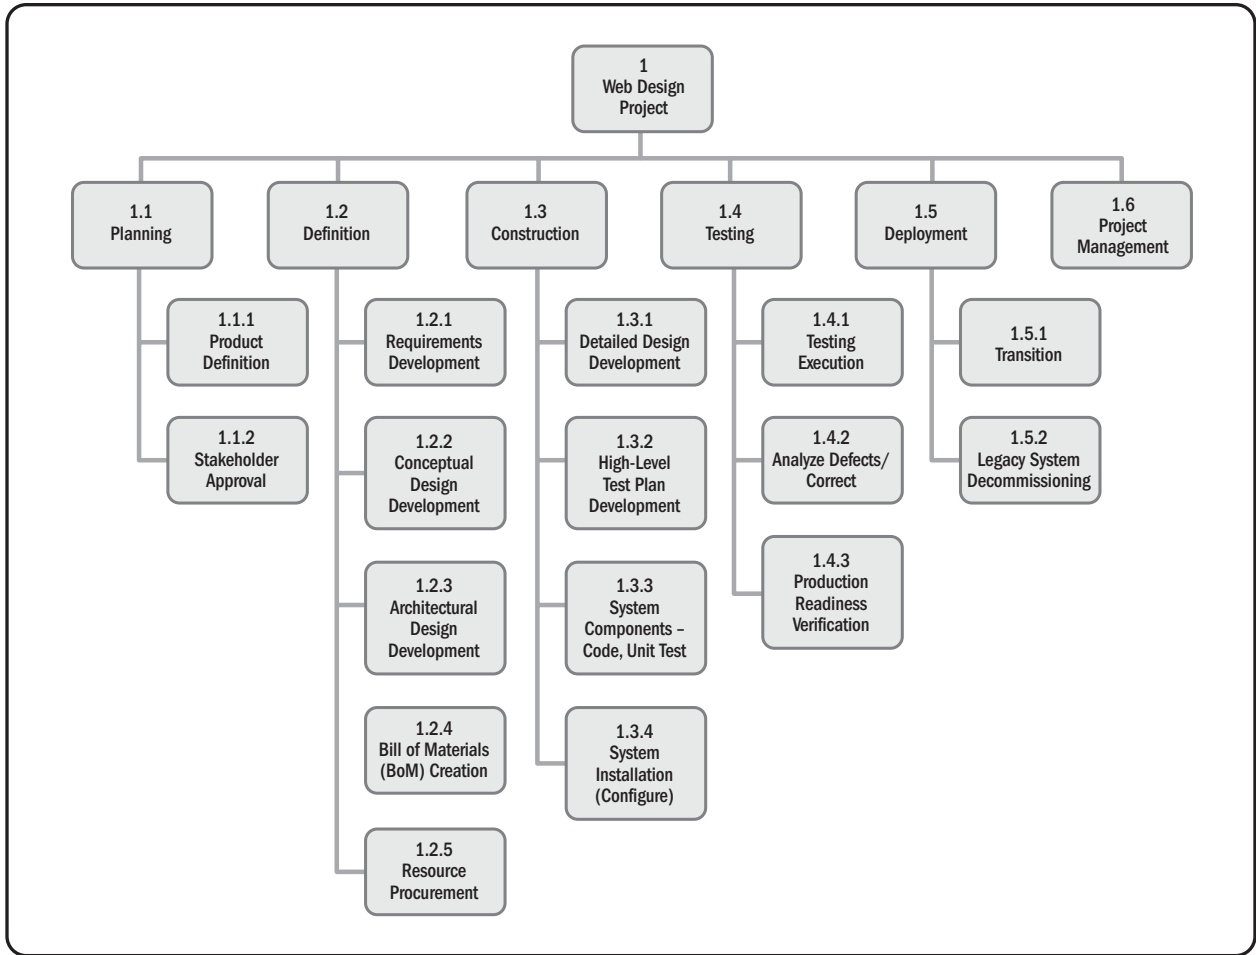 1
Web Design
Project
1.1
Planning
1.2
Definition
1.3
Construction
1.4
Testing
1.5
Deployment
1.6
Project
Management
1.1.1
Product
Definition
1.1.2
Stakeholder
Approval
1.2.1
Requirements
Development
1.2.2
Conceptual
Design
Development
1.2.3
Architectural
Design
Development
1.2.4
Bill of Materials
(BoM) Creation
1.2.5
Resource
Procurement
1.3.1
Detailed Design
Development
1.3.2
High-Level
Test Plan
Development
1.3.3
System
Components –
Code, Unit Test
1.3.4
System
Installation
(Configure)
1.4.1
Testing
Execution
1.4.2
Analyze Defects/
Correct
1.4.3
Production
Readiness
Verification
1.5.1
Transition
1.5.2
Legacy System
Decommissioning